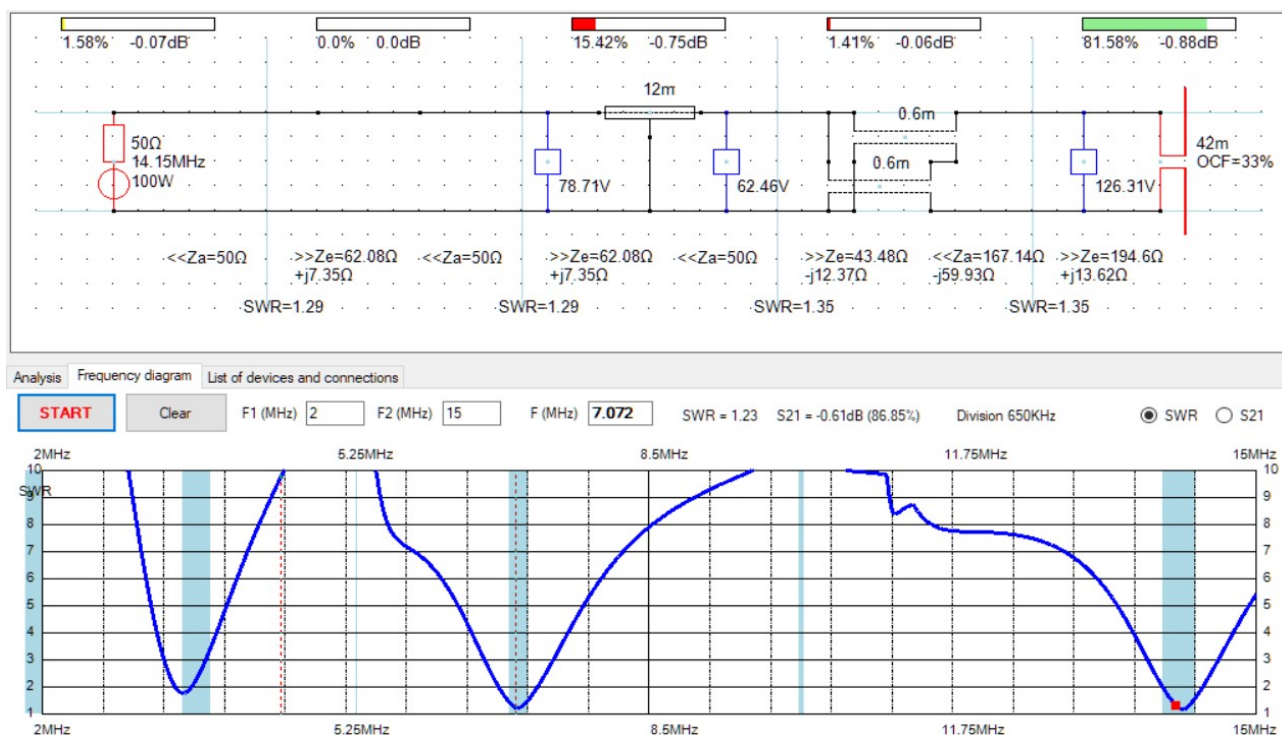 1.58% -0.07dB 0.0% 0.0dB 15.42% -0.75dB 1.41% -0.06dB 81.58% -0.88dB
12m
0.6m
50Ω
14.15MHz
100W
78.71V
62.46V
0.6m
126.31V
42m
OCF=33%
<<Za=50Ω >>Ze=62.08Ω <<Za=50Ω >>Ze=62.08Ω <<Za=50Ω >>Ze=43.48Ω <<Za=167.14Ω >>Ze=194.6Ω
+j7.35Ω +j7.35Ω -j12.37Ω -j59.93Ω +j13.62Ω
SWR=1.29 SWR=1.29 SWR=1.35 SWR=1.35
Analysis Frequency diagram List of devices and connections
START Clear F1 (MHz) 2 F2 (MHz) 15 F (MHz) 7.072 SWR = 1.23 S21 = -0.61dB (86.85%) Division 650KHz SWR S21
2MHz 5.25MHz 8.5MHz 11.75MHz 15MHz
10 10
SWR
9 9
8 8
7 7
6 6
5 5
4 4
3 3
2 2
1 1
2MHz 5.25MHz 8.5MHz 11.75MHz 15MHz